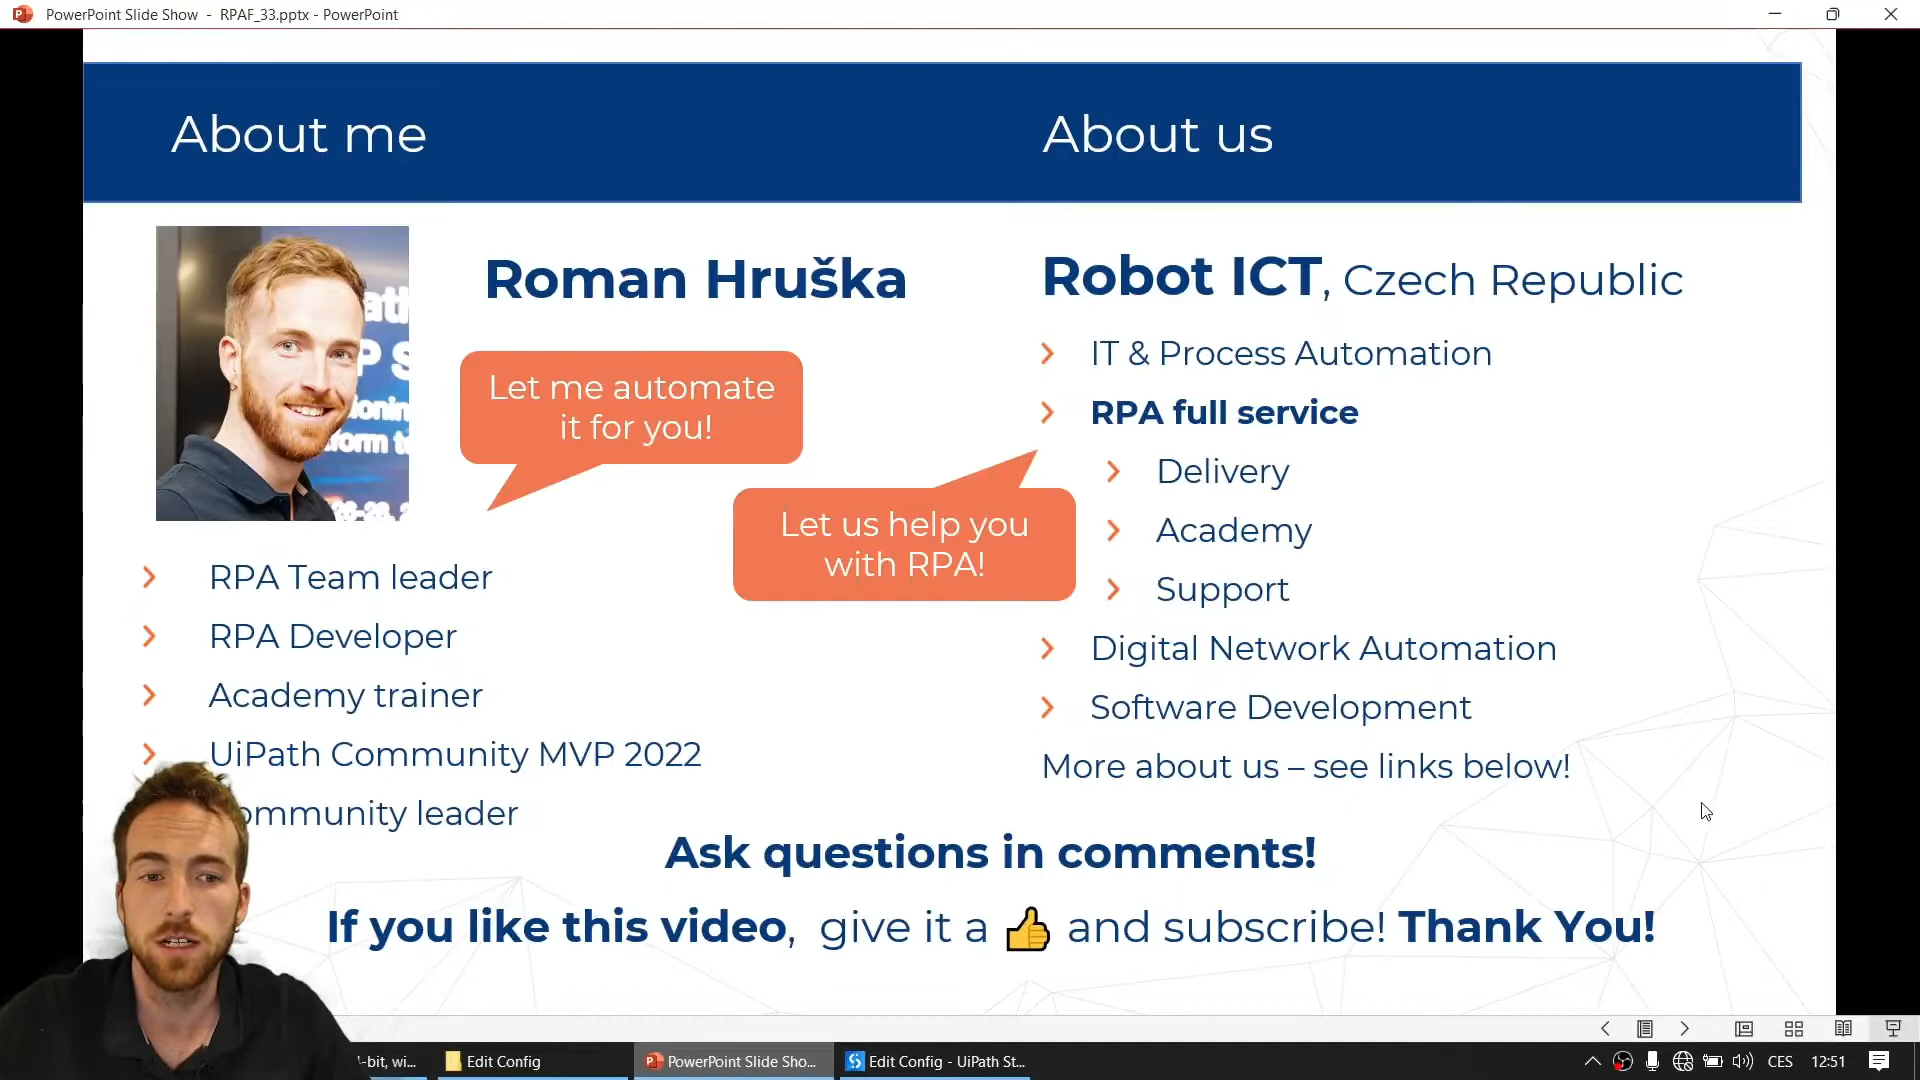 PowerPoint Slide Show - RPAF_33.pptx - PowerPoint
About me
About us
Roman Hruška
Let me automate
it for you!
RPA Team leader
RPA Developer
Academy trainer
UiPath Community MVP 2022
ommunity leader
Robot ICT, Czech Republic
IT & Process Automation
RPA full service
Delivery
Academy
Support
Let us help you
with RPA!
Digital Network Automation
Software Development
More about us – see links below!
Ask questions in comments!
If you like this video, give it a 👍 and subscribe! Thank You!
-bit, wi...
Edit Config
PowerPoint Slide Sho...
Edit Config - UiPath St...
CES
12:51